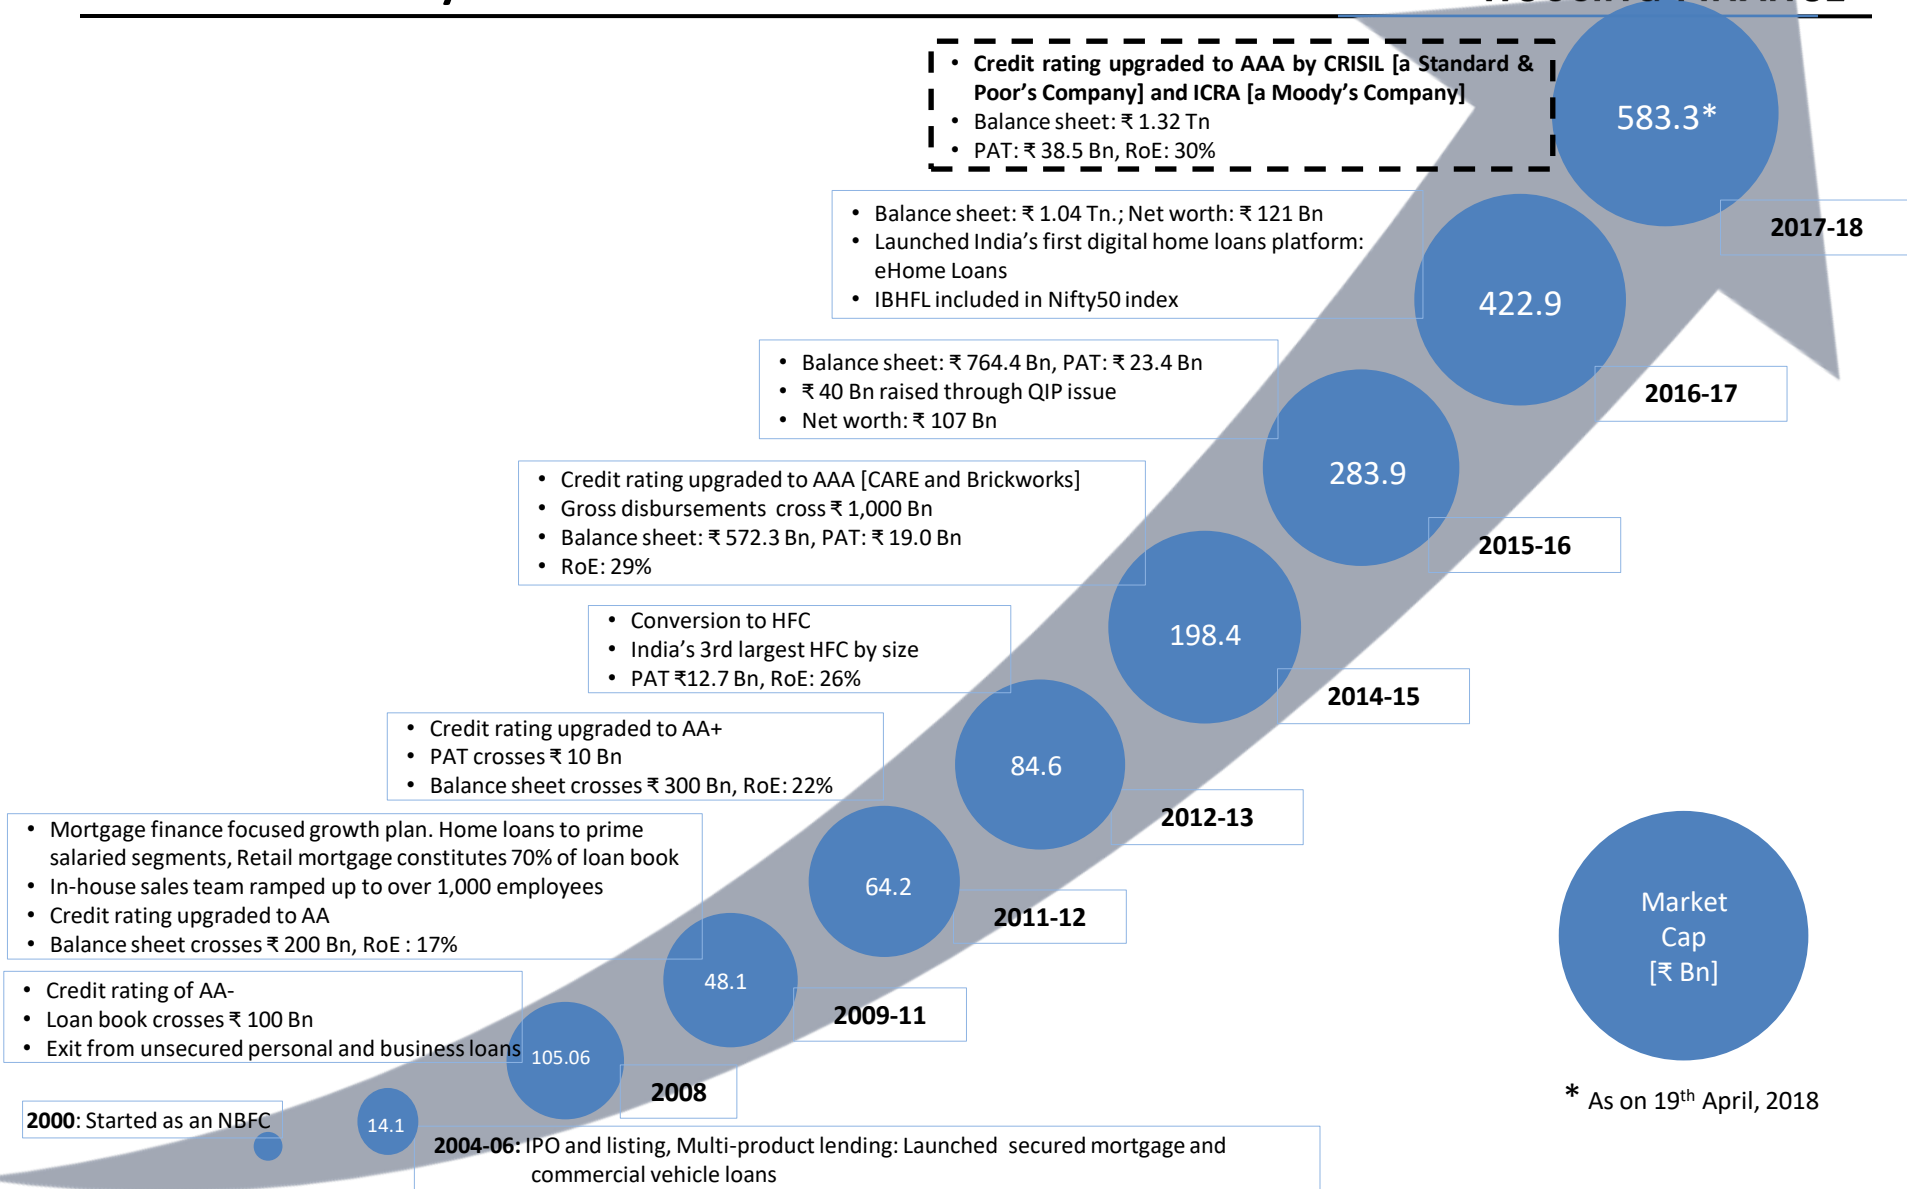 • Credit rating upgraded to AAA by CRISIL [a Standard &
Poor’s Company] and ICRA [a Moody’s Company]
• Balance sheet: ₹ 1.32 Tn
• PAT: ₹ 38.5 Bn, RoE: 30%
583.3*
2017-18
• Balance sheet: ₹ 1.04 Tn.; Net worth: ₹ 121 Bn
• Launched India’s first digital home loans platform:
eHome Loans
• IBHFL included in Nifty50 index
422.9
2016-17
• Balance sheet: ₹ 764.4 Bn, PAT: ₹ 23.4 Bn
• ₹ 40 Bn raised through QIP issue
• Net worth: ₹ 107 Bn
283.9
2015-16
• Credit rating upgraded to AAA [CARE and Brickworks]
• Gross disbursements cross ₹ 1,000 Bn
• Balance sheet: ₹ 572.3 Bn, PAT: ₹ 19.0 Bn
• RoE: 29%
198.4
2014-15
• Conversion to HFC
• India’s 3rd largest HFC by size
• PAT ₹12.7 Bn, RoE: 26%
84.6
2012-13
• Credit rating upgraded to AA+
• PAT crosses ₹ 10 Bn
• Balance sheet crosses ₹ 300 Bn, RoE: 22%
64.2
2011-12
• Mortgage finance focused growth plan. Home loans to prime
salaried segments, Retail mortgage constitutes 70% of loan book
• In-house sales team ramped up to over 1,000 employees
• Credit rating upgraded to AA
• Balance sheet crosses ₹ 200 Bn, RoE : 17%
48.1
2009-11
• Credit rating of AA-
• Loan book crosses ₹ 100 Bn
• Exit from unsecured personal and business loans
105.06
2008
2000: Started as an NBFC
14.1
2004-06: IPO and listing, Multi-product lending: Launched secured mortgage and
commercial vehicle loans
Market
Cap
[₹ Bn]
* As on 19th April, 2018